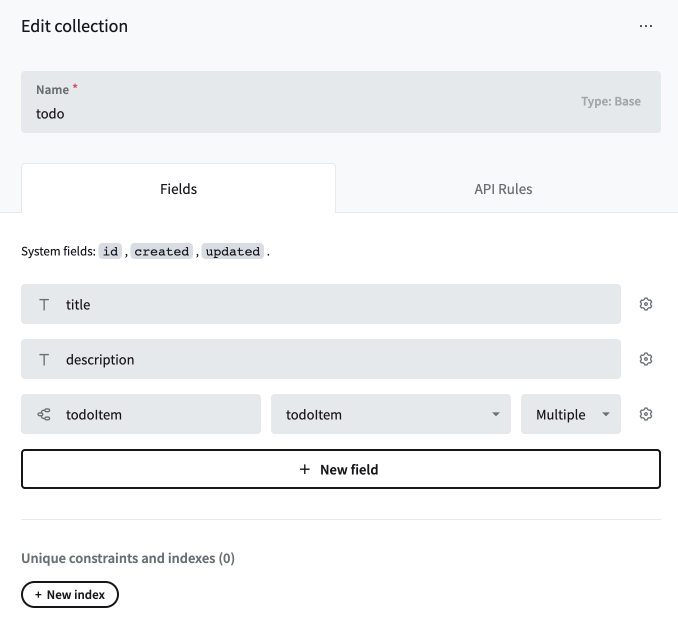 Edit collection
Name *
todo
Type: Base
Fields
API Rules
System fields: id , created , updated .
title
description
todoItem todoItem Multiple
+ New field
Unique constraints and indexes (0)
+ New index